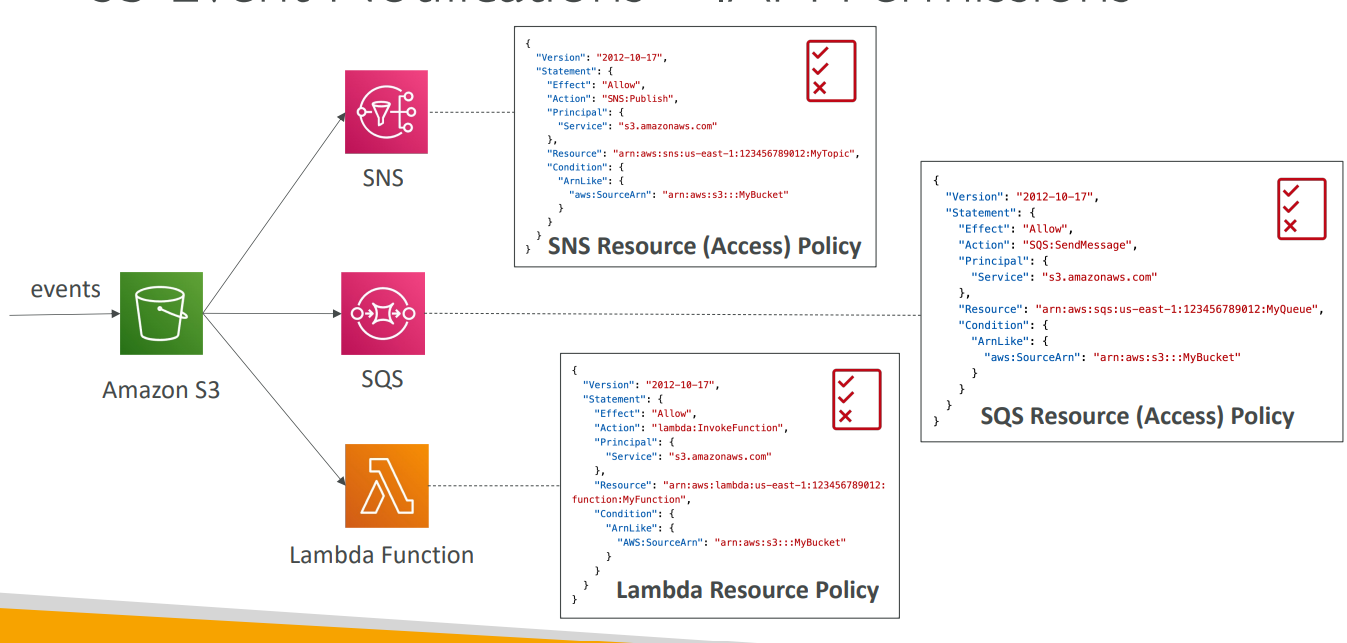 S3 Event Notifications – IAM Permissions
{
"Version": "2012-10-17",
"Statement": {
"Effect": "Allow",
"Action": "SNS:Publish",
"Principal": {
"Service": "s3.amazonaws.com"
},
"Resource": "arn:aws:sns:us-east-1:123456789012:MyTopic",
"Condition": {
"ArnLike": {
"aws:SourceArn": "arn:aws:s3:::MyBucket"
}
}
}
}
SNS Resource (Access) Policy
SNS
{
"Version": "2012-10-17",
"Statement": {
"Effect": "Allow",
"Action": "SQS:SendMessage",
"Principal": {
"Service": "s3.amazonaws.com"
},
"Resource": "arn:aws:sqs:us-east-1:123456789012:MyQueue",
"Condition": {
"ArnLike": {
"aws:SourceArn": "arn:aws:s3:::MyBucket"
}
}
}
}
SQS Resource (Access) Policy
events
Amazon S3
SQS
{
"Version": "2012-10-17",
"Statement": {
"Effect": "Allow",
"Action": "lambda:InvokeFunction",
"Principal": {
"Service": "s3.amazonaws.com"
},
"Resource": "arn:aws:lambda:us-east-1:123456789012:
function:MyFunction",
"Condition": {
"ArnLike": {
"AWS:SourceArn": "arn:aws:s3:::MyBucket"
}
}
}
}
Lambda Resource Policy
Lambda Function